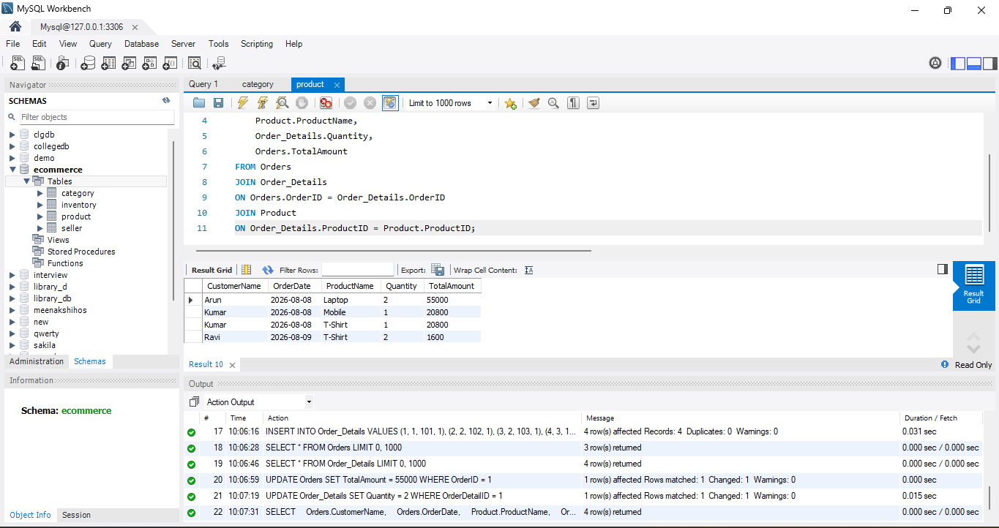 MySQL Workbench
Mysql@127.0.0.1:3306
File Edit View Query Database Server Tools Scripting Help
Navigator
SCHEMAS
Filter objects
clgdb
collegedb
demo
ecommerce
Tables
category
inventory
product
seller
Views
Stored Procedures
Functions
interview
library_d
library_db
meenakshihos
new
qwerty
sakila
Administration Schemas
Information
Schema: ecommerce
Object Info Session
Query 1 category product
Limit to 1000 rows
4 Product.ProductName,
5 Order_Details.Quantity,
6 Orders.TotalAmount
7 FROM Orders
8 JOIN Order_Details
9 ON Orders.OrderID = Order_Details.OrderID
10 JOIN Product
11 ON Order_Details.ProductID = Product.ProductID;
Result Grid Filter Rows: Export: Wrap Cell Content:
CustomerName OrderDate ProductName Quantity TotalAmount
Arun 2026-08-08 Laptop 2 55000
Kumar 2026-08-08 Mobile 1 20800
Kumar 2026-08-08 T-Shirt 1 20800
Ravi 2026-08-09 T-Shirt 2 1600
Result
Grid
Result 10 Read Only
Output
Action Output
# Time Action Message Duration / Fetch
17 10:06:16 INSERT INTO Order_Details VALUES (1, 1, 101, 1), (2, 2, 102, 1), (3, 2, 103, 1), (4, 3, 1... 4 row(s) affected Records: 4 Duplicates: 0 Warnings: 0 0.031 sec
18 10:06:28 SELECT * FROM Orders LIMIT 0, 1000 3 row(s) returned 0.000 sec / 0.000 sec
19 10:06:46 SELECT * FROM Order_Details LIMIT 0, 1000 4 row(s) returned 0.000 sec / 0.000 sec
20 10:06:59 UPDATE Orders SET TotalAmount = 55000 WHERE OrderID = 1 1 row(s) affected Rows matched: 1 Changed: 1 Warnings: 0 0.000 sec
21 10:07:19 UPDATE Order_Details SET Quantity = 2 WHERE OrderDetailID = 1 1 row(s) affected Rows matched: 1 Changed: 1 Warnings: 0 0.015 sec
22 10:07:31 SELECT Orders.CustomerName, Orders.OrderDate, Product.ProductName, Or... 4 row(s) returned 0.000 sec / 0.000 sec